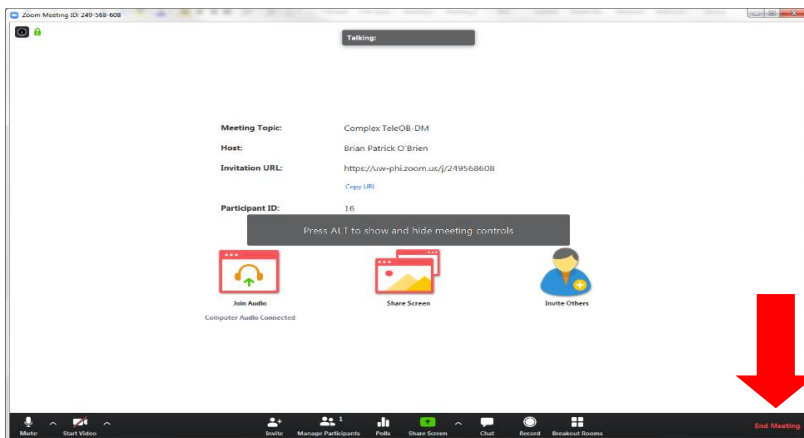 Zoom Meeting ID: 249-568-608
Talking:
Meeting Topic: Complex TeleOB-DM
Host: Brian Patrick O'Brien
Invitation URL: https://uw-phi.zoom.us/j/249568608
Copy URL
Participant ID: 16
Press ALT to show and hide meeting controls
Join Audio Share Screen Invite Others
Computer Audio Connected
1
Mute Start Video Invite Manage Participants Polls Share Screen Chat Record Breakout Rooms End Meeting